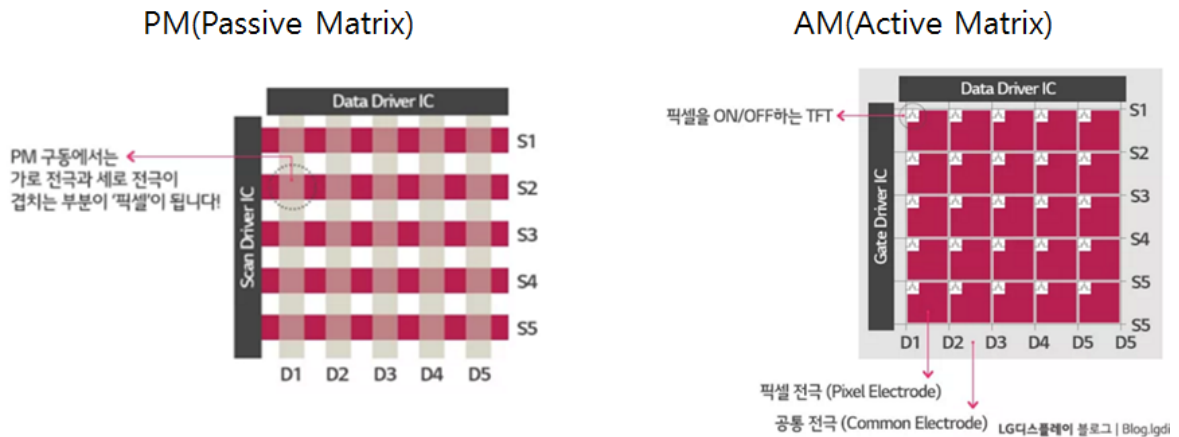 PM(Passive Matrix)
Data Driver IC
Scan Driver IC
PM 구동에서는
가로 전극과 세로 전극이
겹치는 부분이 '픽셀'이 됩니다!
S1
S2
S3
S4
S5
D1 D2 D3 D4 D5
AM(Active Matrix)
Data Driver IC
픽셀을 ON/OFF하는 TFT
Gate Driver IC
S1
S2
S3
S4
S5
S5
D1 D2 D3 D4 D5 D5
픽셀 전극 (Pixel Electrode)
공통 전극 (Common Electrode)
LG디스플레이 블로그 | Blog.lgdi